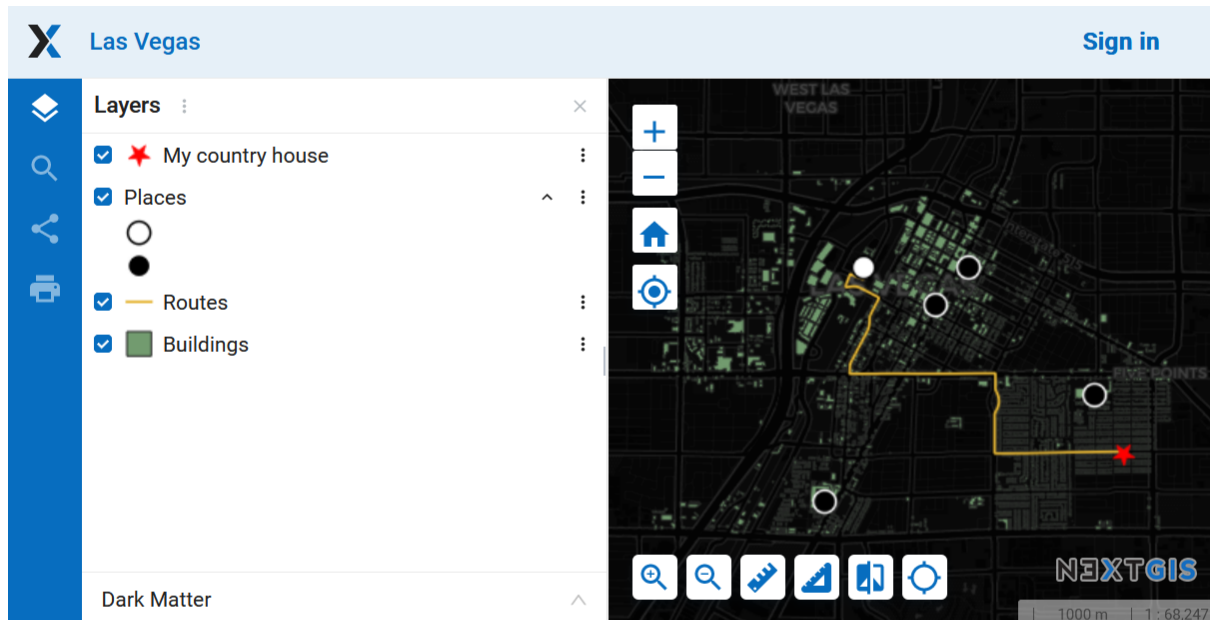 Las Vegas
Sign in
Layers
My country house
Places
Routes
Buildings
Dark Matter
WEST LAS
VEGAS
FIVE POINTS
NEXTGIS
1000 m
1 : 68,247